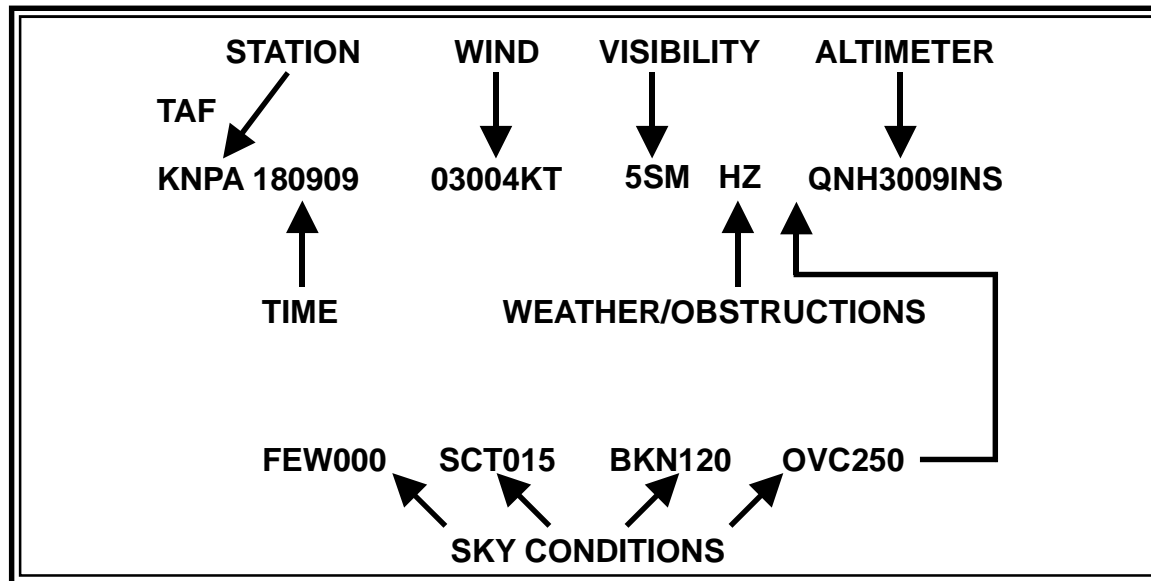 STATION WIND VISIBILITY ALTIMETER
TAF
KNPA 180909 03004KT 5SM HZ QNH3009INS
TIME WEATHER/OBSTRUCTIONS
FEW000 SCT015 BKN120 OVC250
SKY CONDITIONS